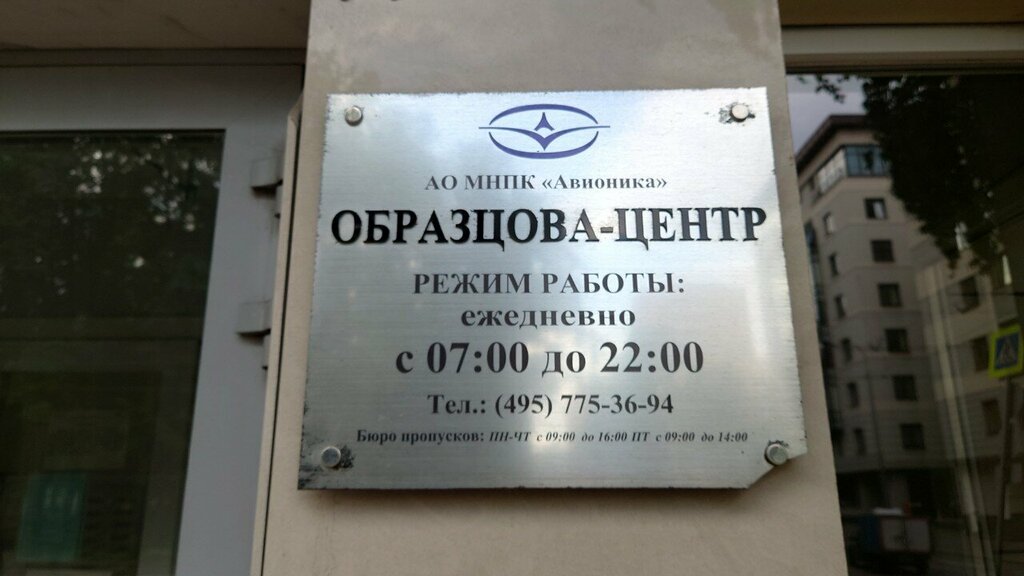 АО МНПК «Авионика»
ОБРАЗЦОВА-ЦЕНТР
РЕЖИМ РАБОТЫ:
ежедневно
с 07:00 до 22:00
Тел.: (495) 775-36-94
Бюро пропусков: ПН-ЧТ с 09:00 до 16:00 ПТ с 09:00 до 14:00